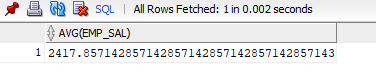 SQL | All Rows Fetched: 1 in 0.002 seconds
AVG(EMP_SAL)
1 2417.857142857142857142857142857142857143